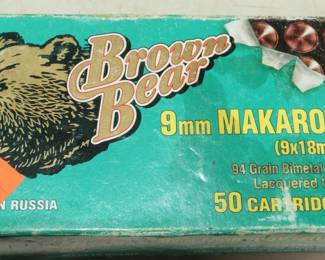 Brown
Bear
9mm MAKARO
(9x18m
94 Grain Bimetal
Lacquered
50 CARTRIDG
N RUSSIA